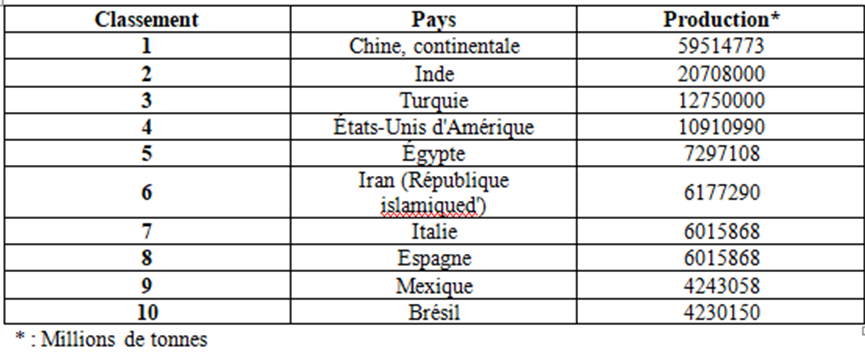 Classement Pays Production*
1 Chine, continentale 59514773
2 Inde 20708000
3 Turquie 12750000
4 États-Unis d'Amérique 10910990
5 Égypte 7297108
6 Iran (République islamiqued') 6177290
7 Italie 6015868
8 Espagne 6015868
9 Mexique 4243058
10 Brésil 4230150
* : Millions de tonnes